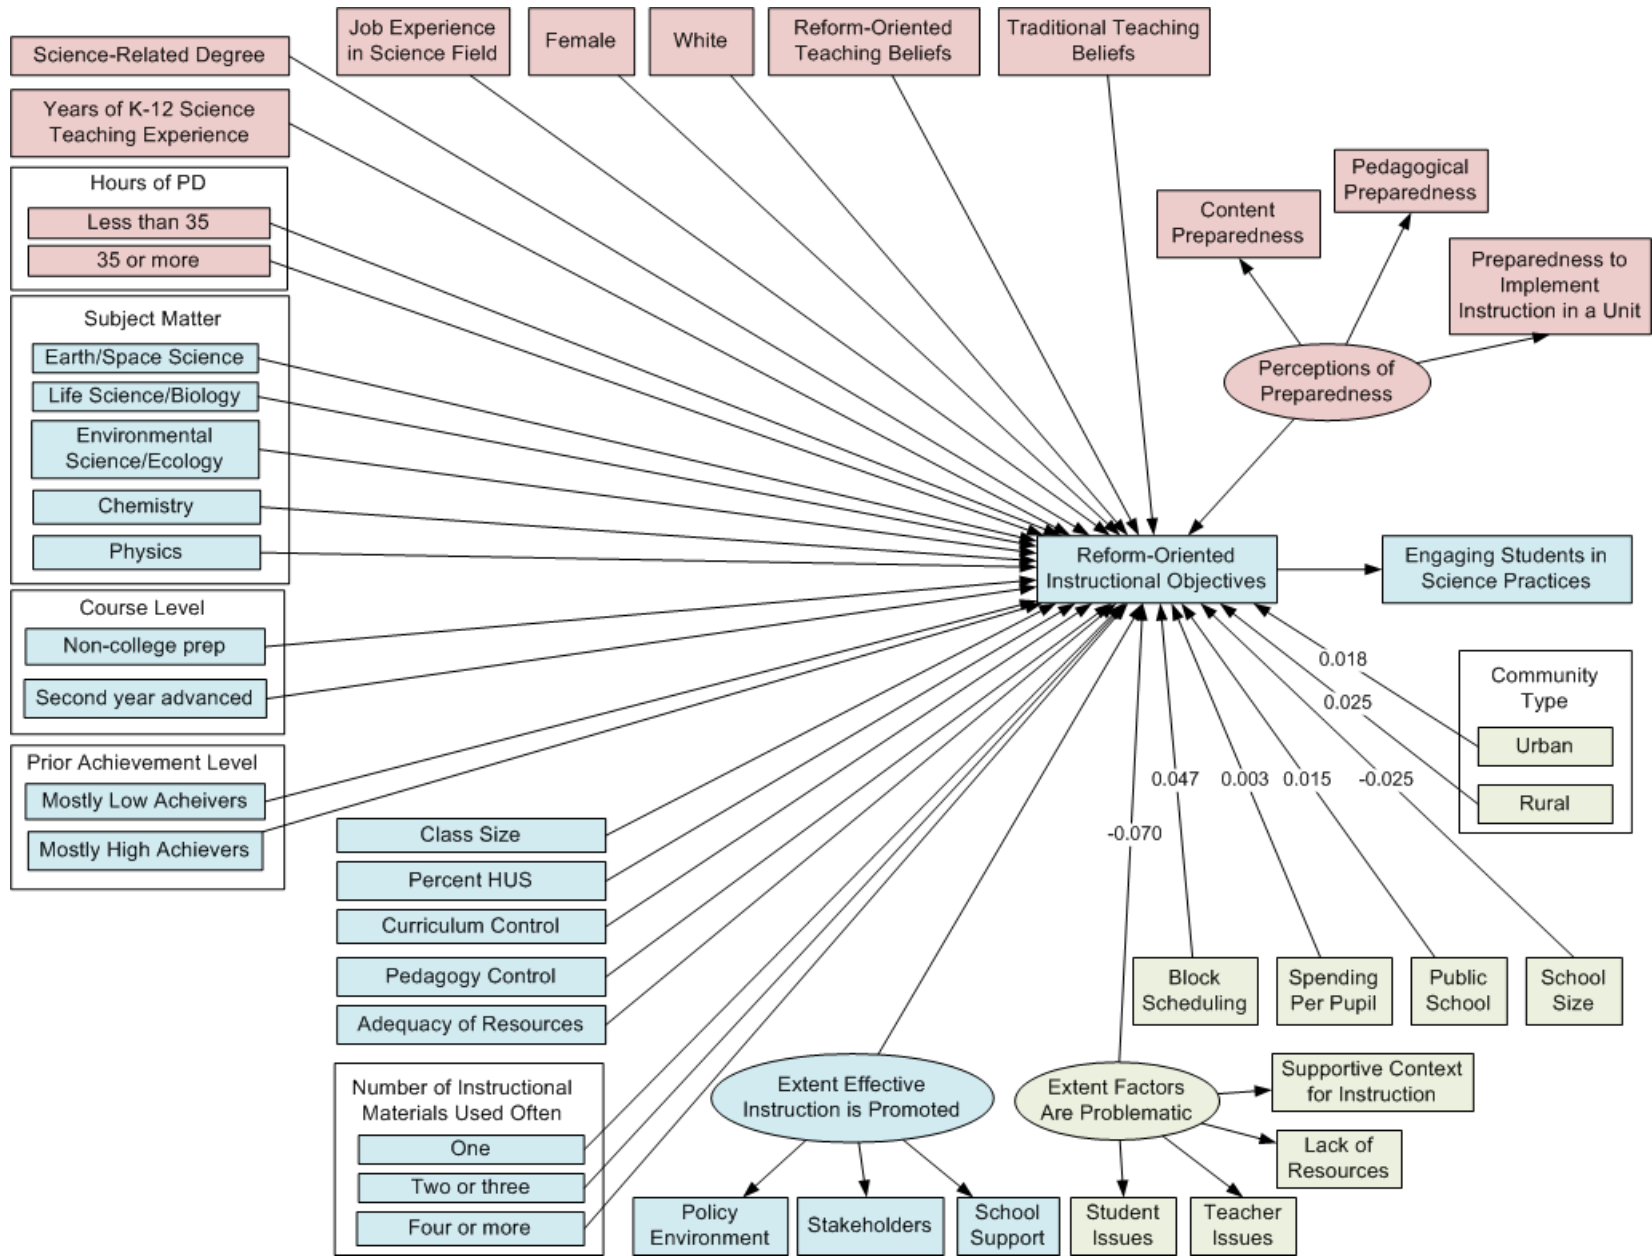 Science-Related Degree
Years of K-12 Science
Teaching Experience
Hours of PD
Less than 35
35 or more
Subject Matter
Earth/Space Science
Life Science/Biology
Environmental
Science/Ecology
Chemistry
Physics
Course Level
Non-college prep
Second year advanced
Prior Achievement Level
Mostly Low Acheivers
Mostly High Achievers
Job Experience
in Science Field
Female
White
Reform-Oriented
Teaching Beliefs
Traditional Teaching
Beliefs
Pedagogical
Preparedness
Content
Preparedness
Preparedness to
Implement
Instruction in a Unit
Perceptions of
Preparedness
Reform-Oriented
Instructional Objectives
Engaging Students in
Science Practices
0.018
0.025
Community
Type
Urban
Rural
0.047
0.003
0.015
-0.025
-0.070
Class Size
Percent HUS
Curriculum Control
Pedagogy Control
Adequacy of Resources
Number of Instructional
Materials Used Often
One
Two or three
Four or more
Block
Scheduling
Spending
Per Pupil
Public
School
School
Size
Extent Effective
Instruction is Promoted
Policy
Environment
Stakeholders
School
Support
Extent Factors
Are Problematic
Supportive Context
for Instruction
Lack of
Resources
Student
Issues
Teacher
Issues